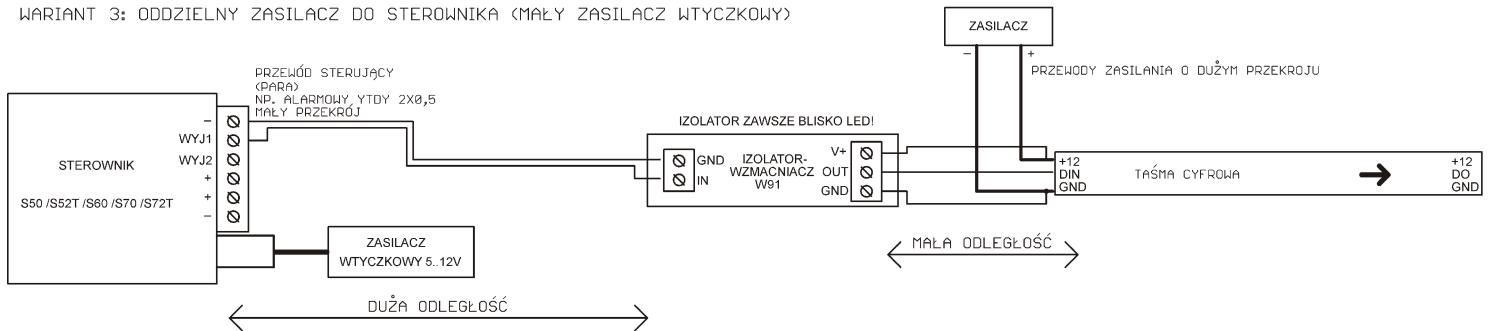 WARIANT 3: ODDZIELNY ZASILACZ DO STEROWNIKA (MAŁY ZASILACZ WTYCZKOWY)
ZASILACZ
–
+
PRZEWODY ZASILANIA O DUŻYM PRZEKROJU
PRZEWÓD STERUJĄCY
(PARA)
NP. ALARMOWY YTDY 2X0,5
MAŁY PRZEKRÓJ
STEROWNIK
S50 /S52T /S60 /S70 /S72T
–
WYJ1
WYJ2
+
+
–
ZASILACZ
WTYCZKOWY 5..12V
IZOLATOR ZAWSZE BLISKO LED!
GND
IN
IZOLATOR-
WZMACNIACZ
W91
V+
OUT
GND
+12
DIN
GND
TAŚMA CYFROWA
+12
DO
GND
MAŁA ODLEGŁOŚĆ
DUŻA ODLEGŁOŚĆ